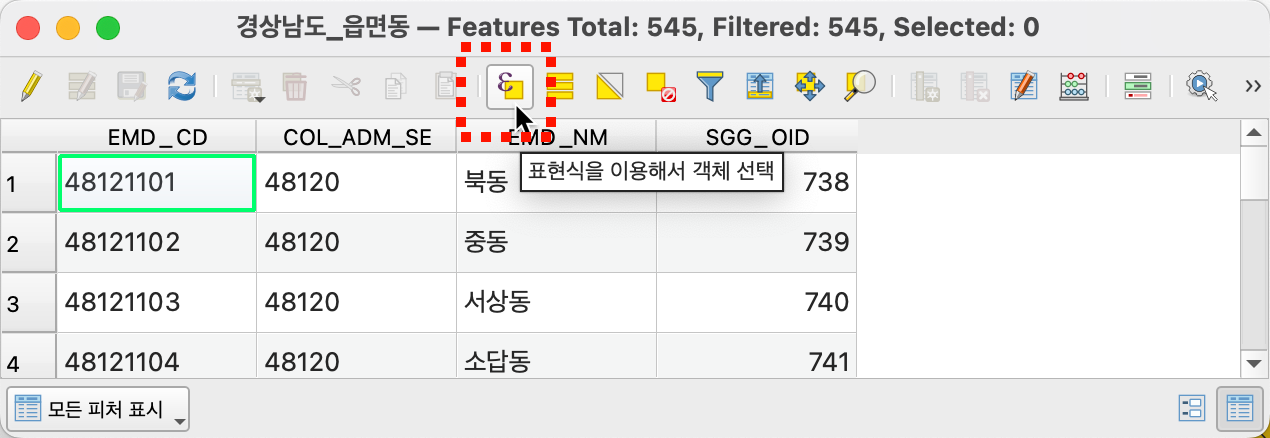 경상남도_읍면동 — Features Total: 545, Filtered: 545, Selected: 0
EMD_CD COL_ADM_SE EMD_NM SGG_OID
표현식을 이용해서 객체 선택
1 48121101 48120 북동 738
2 48121102 48120 중동 739
3 48121103 48120 서상동 740
4 48121104 48120 소답동 741
모든 피처 표시